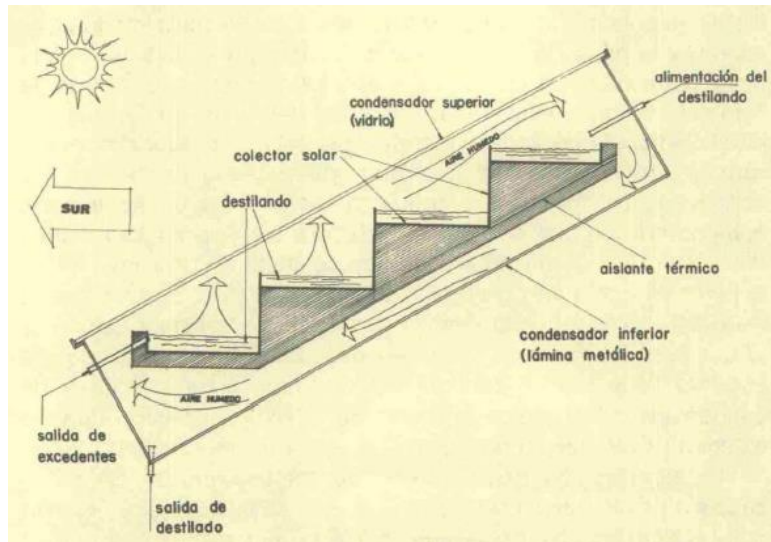 alimentación del
destilando
condensador superior
(vidrio)
AIRE HUMEDO
colector solar
destilando
SUR
aislante térmico
condensador inferior
(lámina metálica)
AIRE HUMEDO
salida de
excedentes
salida de
destilado